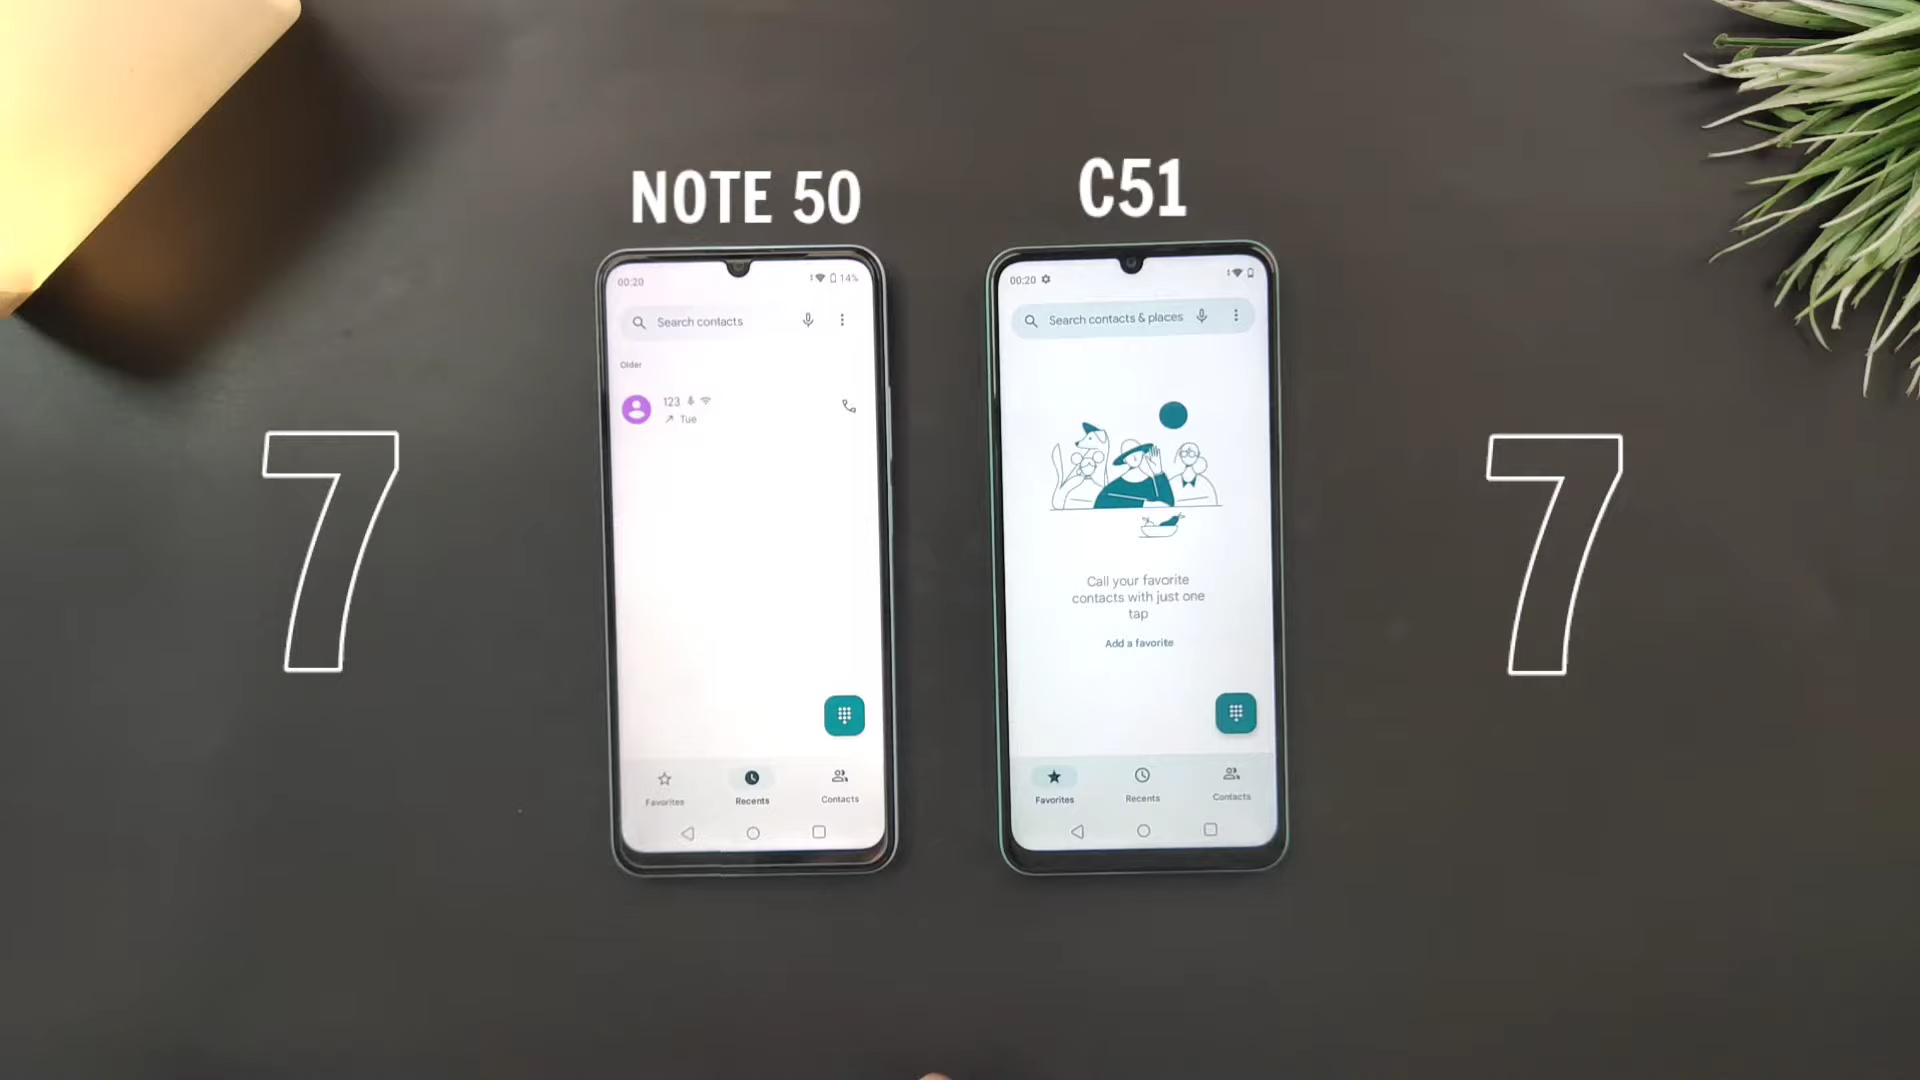 NOTE 50
C51
7
7
00:20
14%
Search contacts
Older
123
Tue
Favorites
Recents
Contacts
00:20
Search contacts & places
Call your favorite
contacts with just one
tap
Add a favorite
Favorites
Recents
Contacts